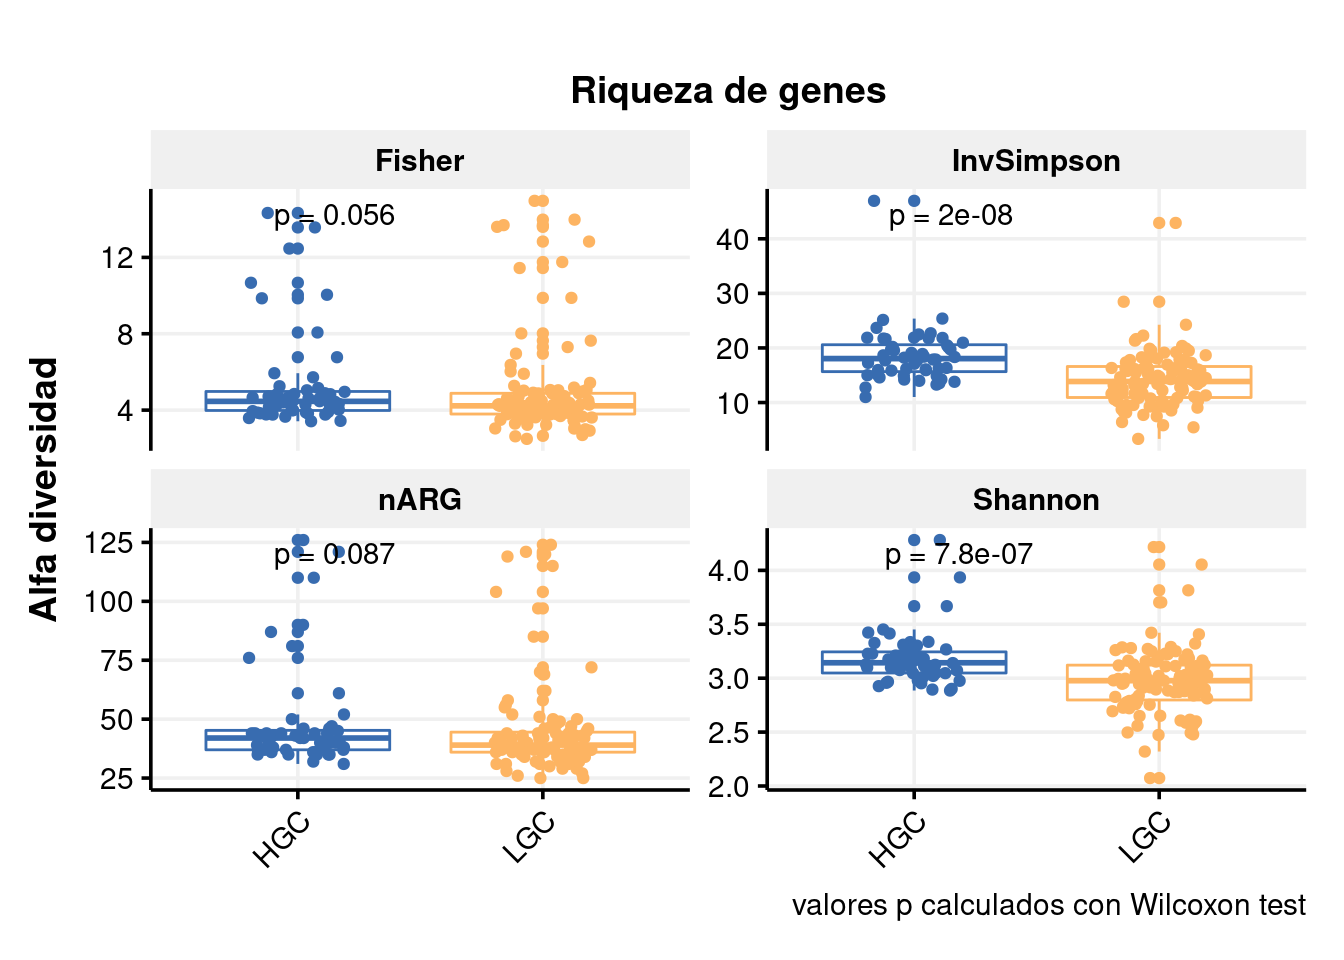 Riqueza de genes
Alfa diversidad
Fisher
p = 0.056
12
8
4
InvSimpson
p = 2e-08
40
30
20
10
nARG
p = 0.087
125
100
75
50
25
HGC
LGC
Shannon
p = 7.8e-07
4.0
3.5
3.0
2.5
2.0
HGC
LGC
valores p calculados con Wilcoxon test